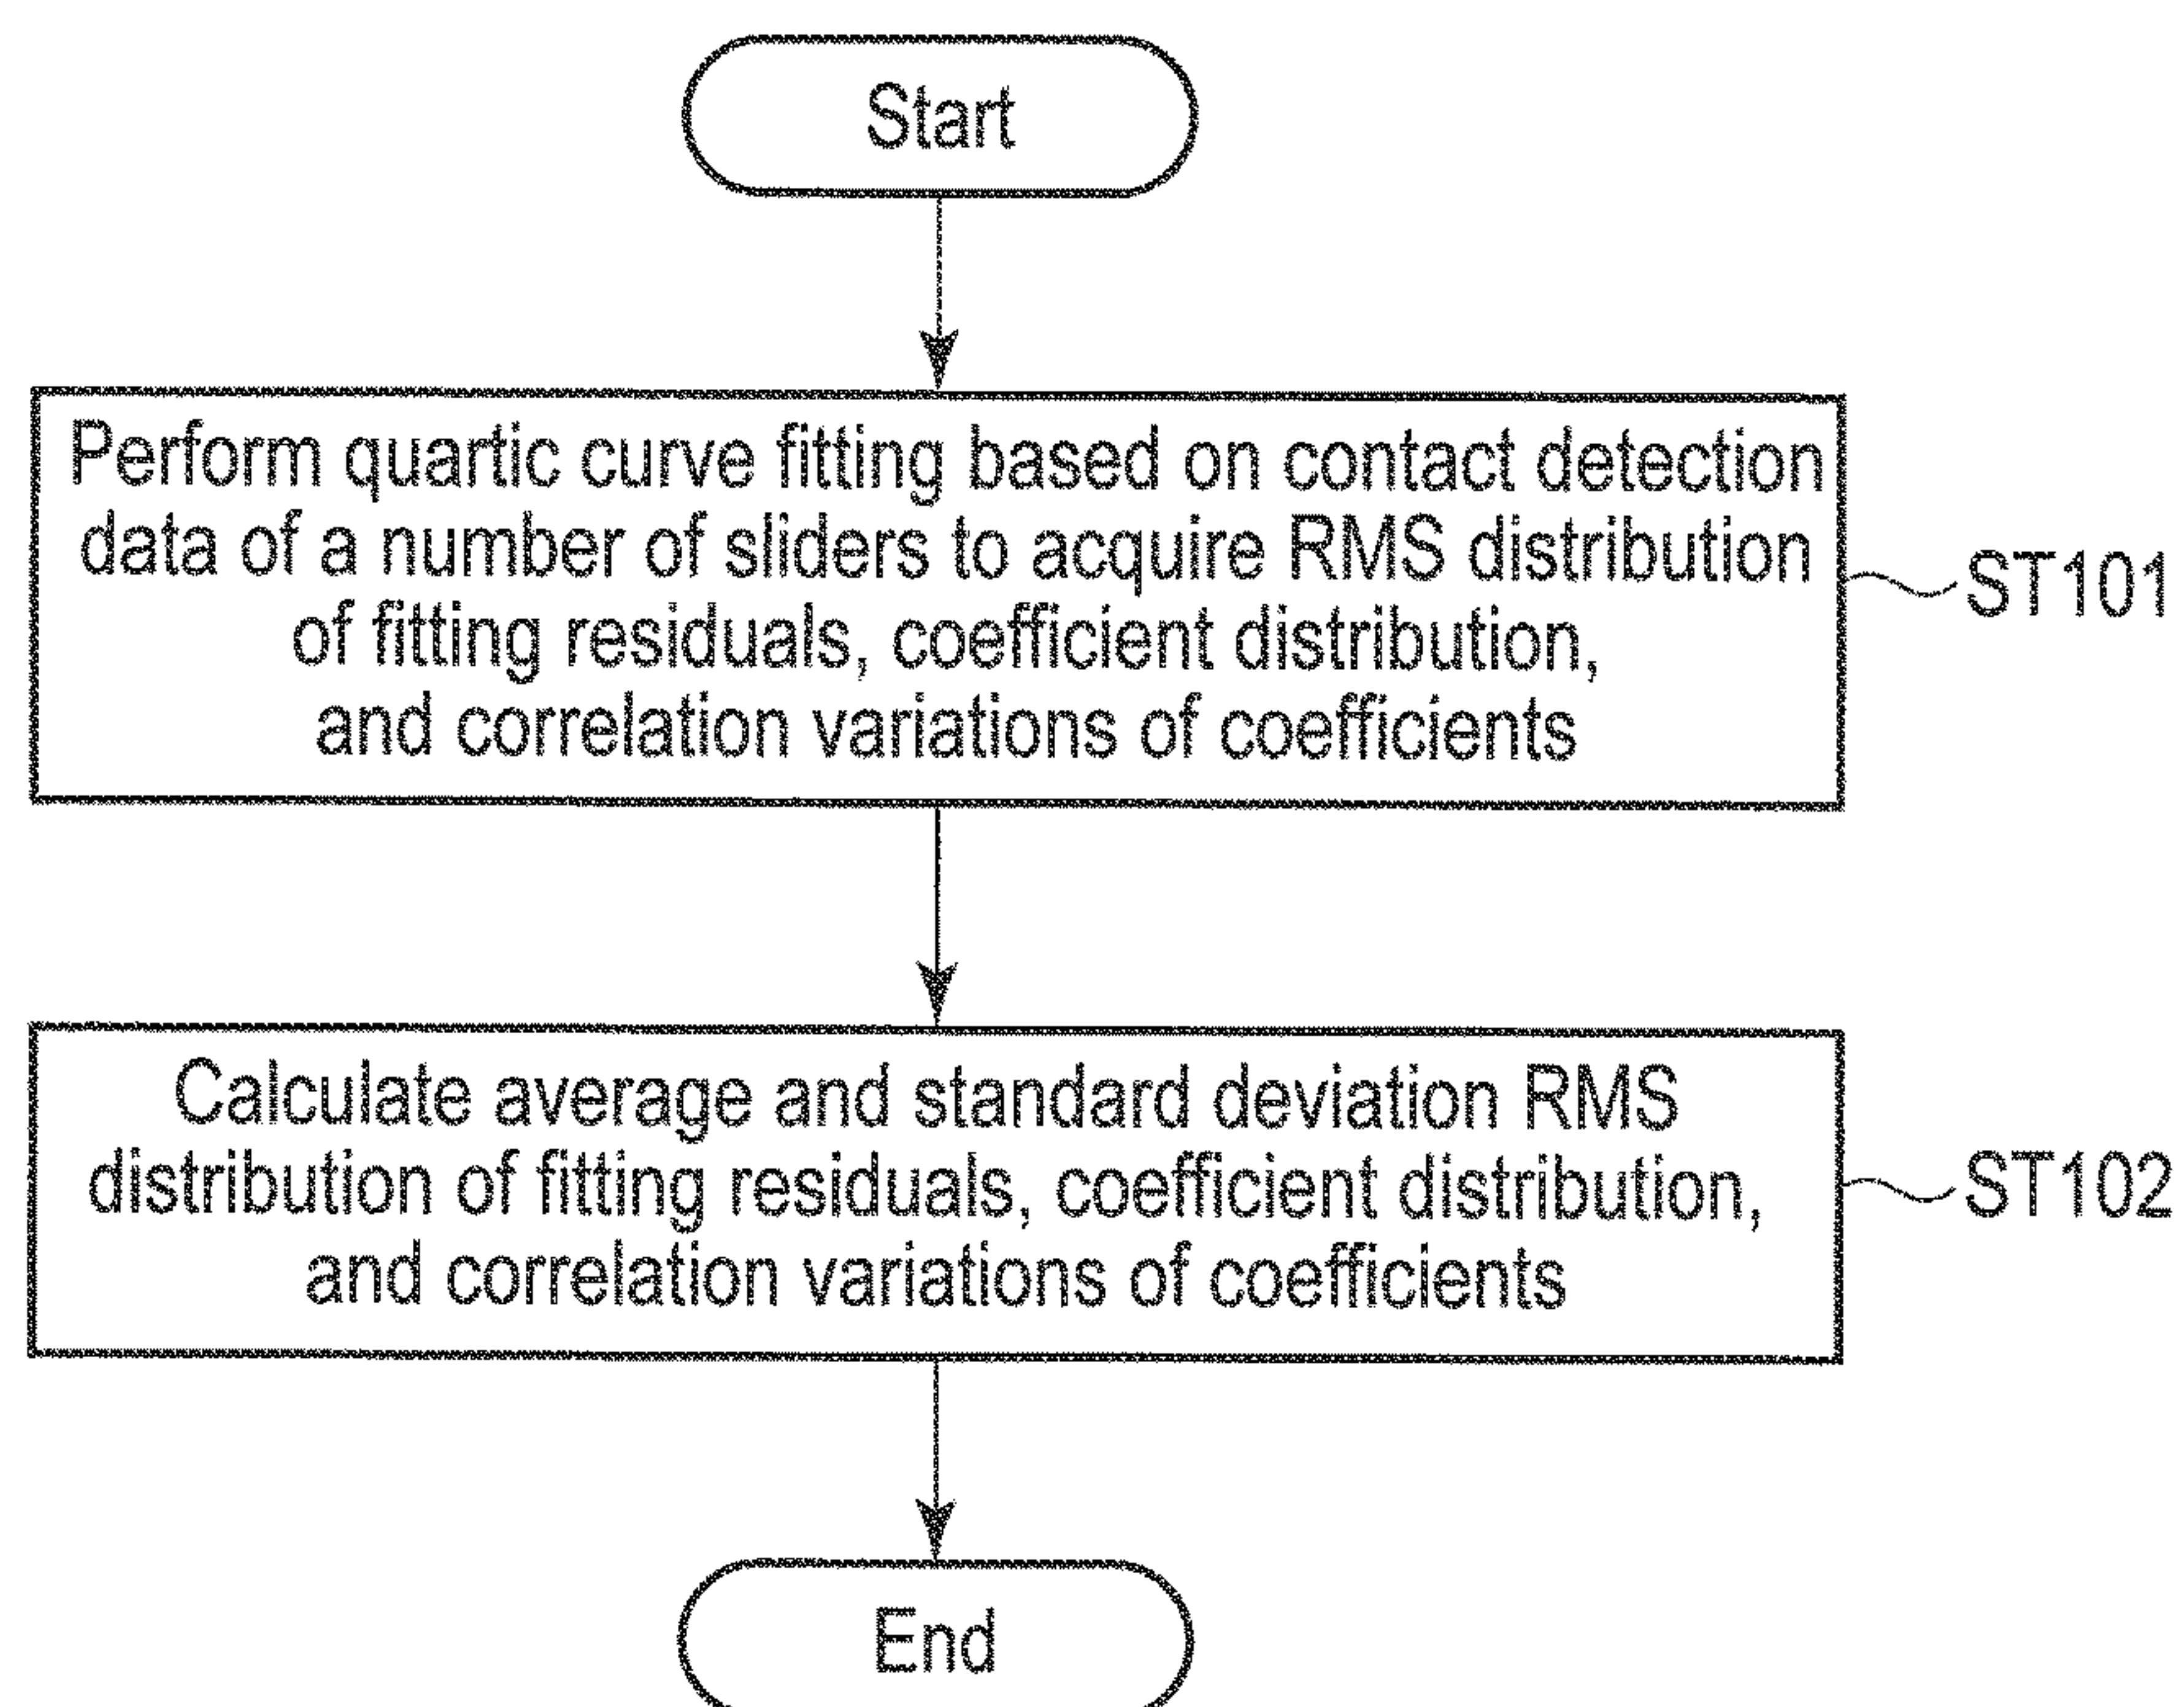 Start
Perform quartic curve fitting based on contact detection
data of a number of sliders to acquire RMS distribution
of fitting residuals, coefficient distribution,
and correlation variations of coefficients
ST101
Calculate average and standard deviation RMS
distribution of fitting residuals, coefficient distribution,
and correlation variations of coefficients
ST102
End